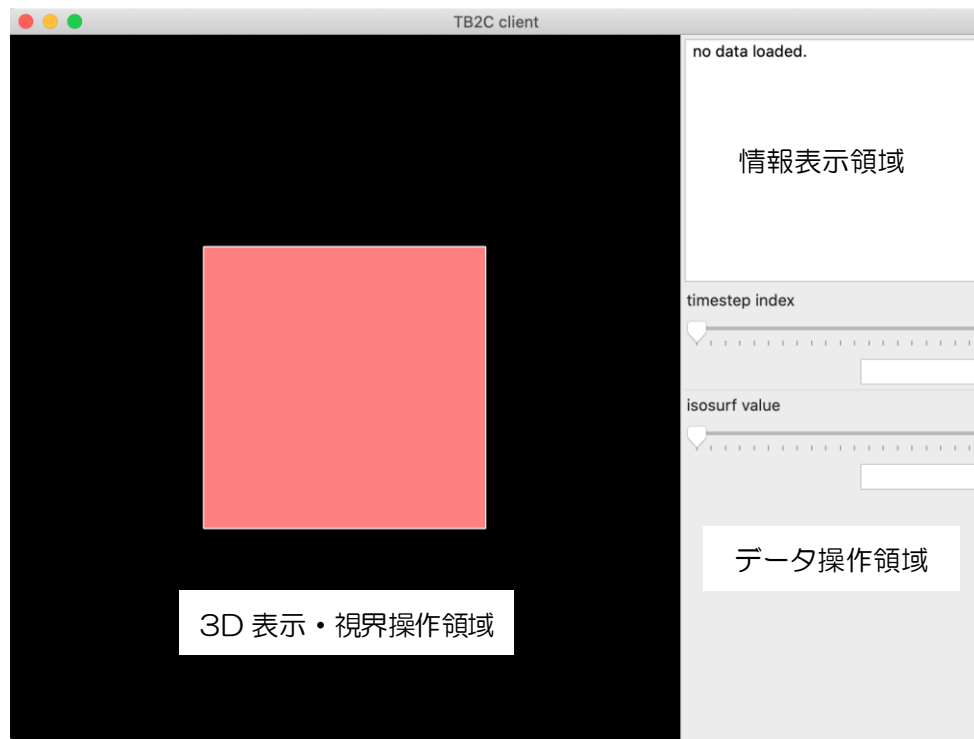 TB2C client
no data loaded.
情報表示領域
timestep index
isosurf value
データ操作領域
3D 表示・視界操作領域